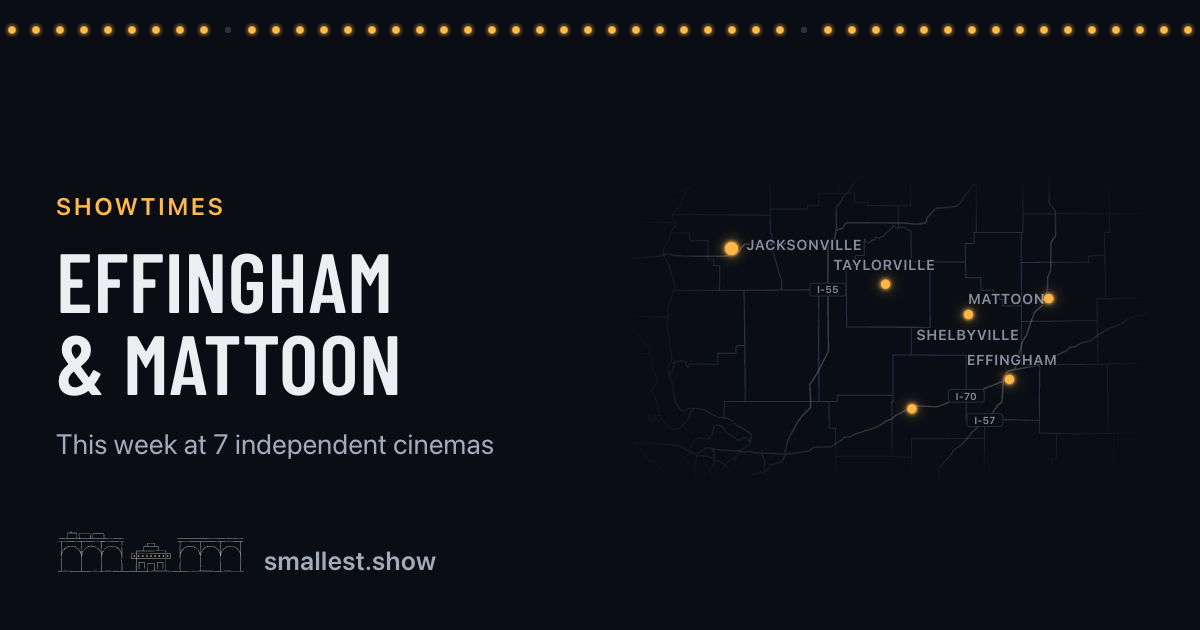 SHOWTIMES
EFFINGHAM
& MATTOON
This week at 7 independent cinemas
smallest.show
JACKSONVILLE
TAYLORVILLE
I-55
MATTOON
SHELBYVILLE
EFFINGHAM
I-70
I-57